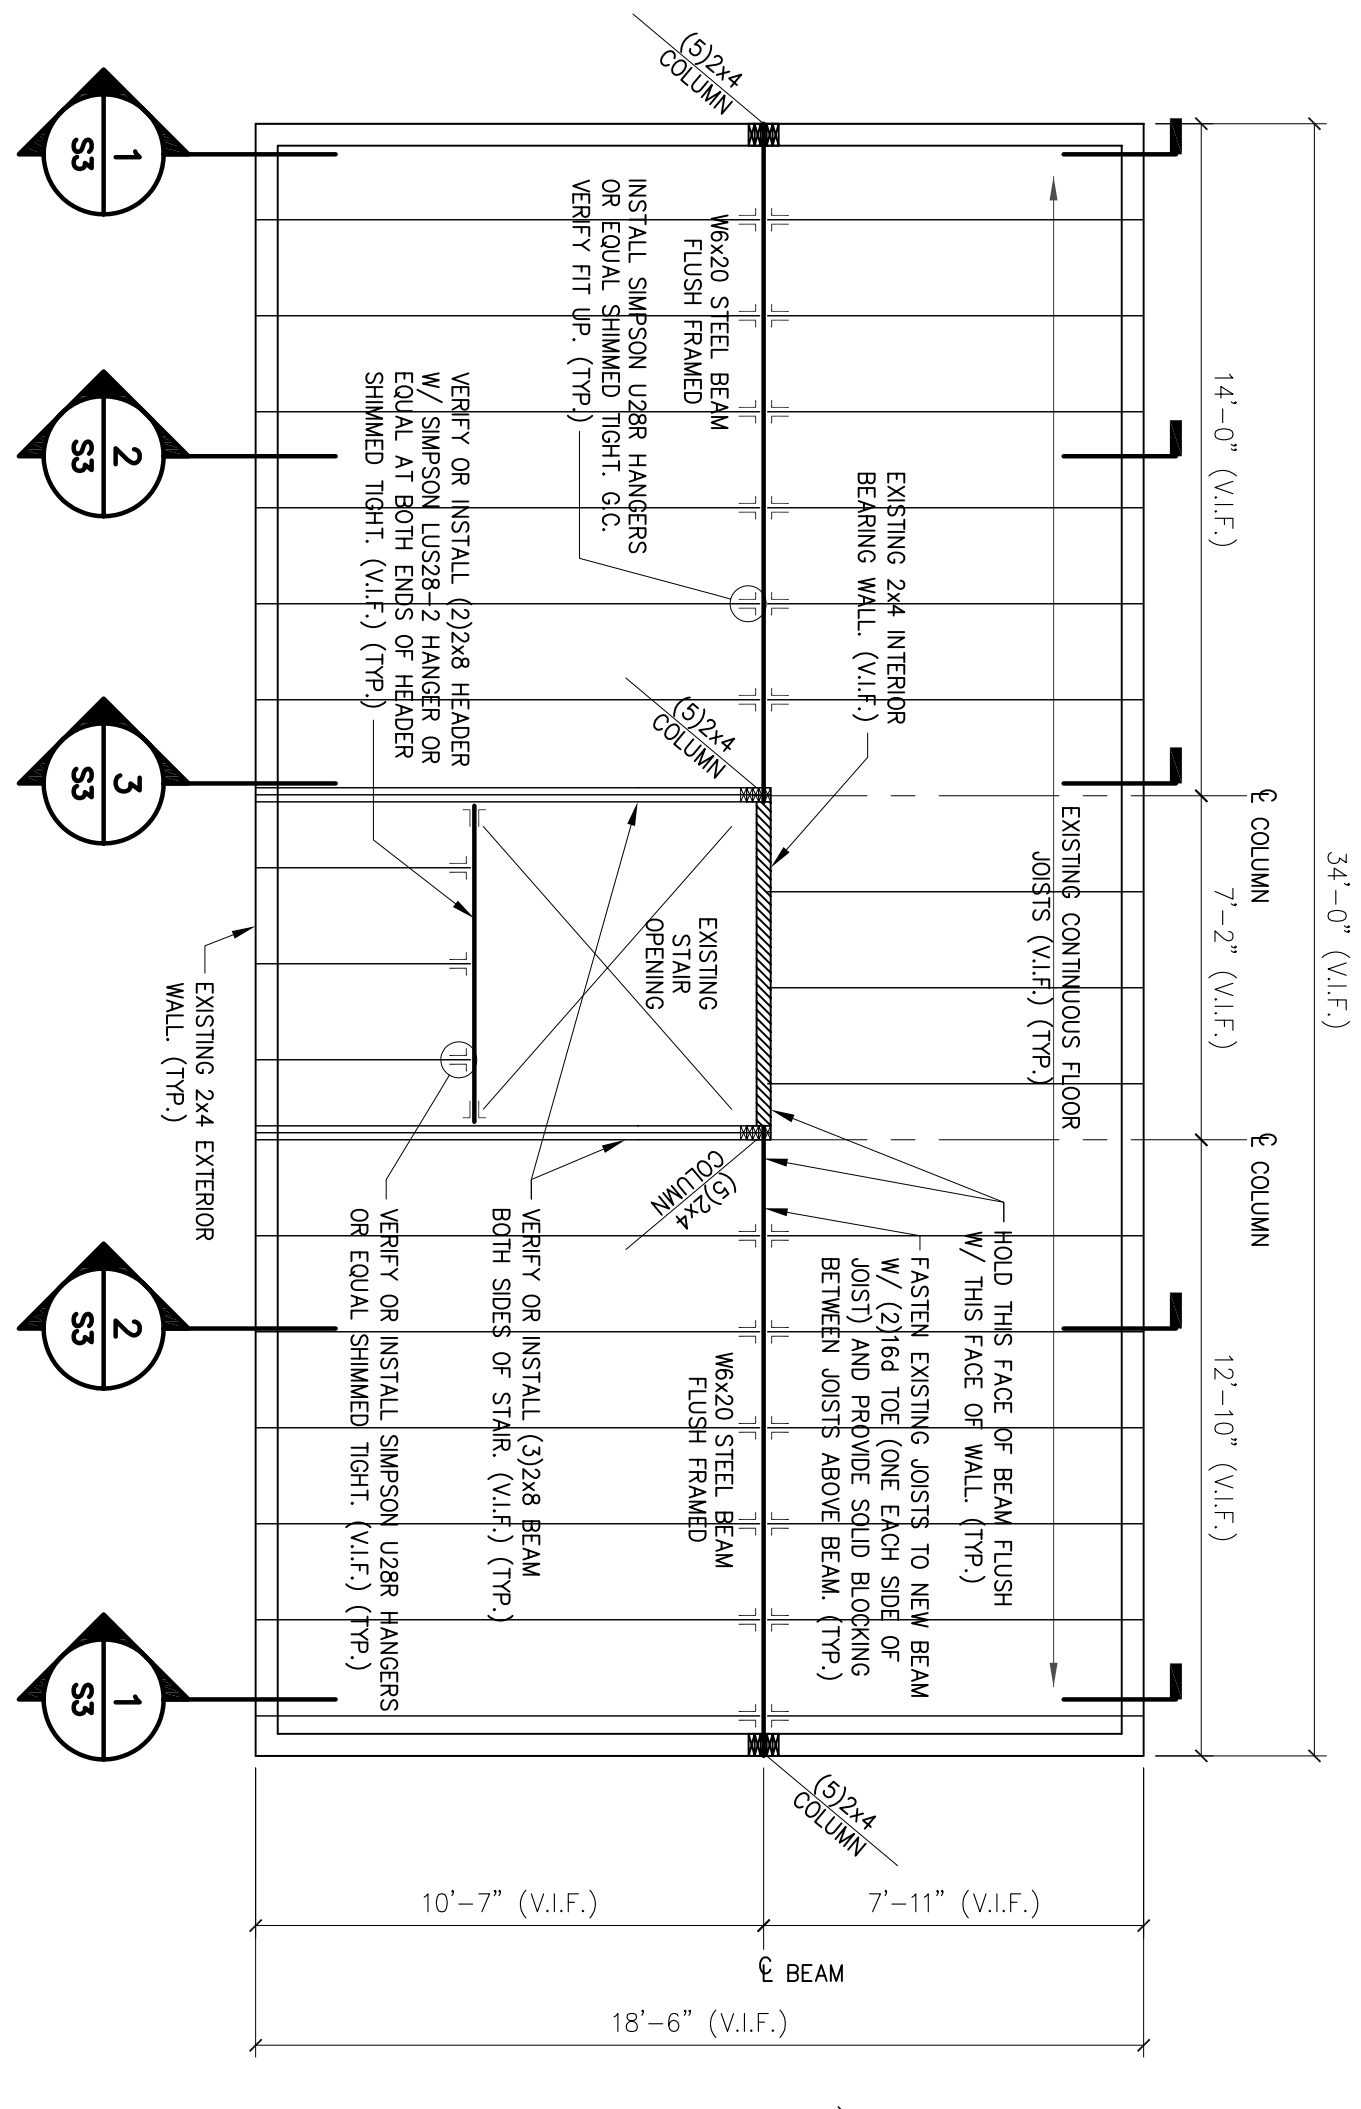 34'-0" (V.I.F.)
14'-0" (V.I.F.)
7'-2" (V.I.F.)
12'-10" (V.I.F.)
℄ COLUMN
℄ COLUMN
EXISTING CONTINUOUS FLOOR
JOISTS (V.I.F.) (TYP.)
HOLD THIS FACE OF BEAM FLUSH
W/ THIS FACE OF WALL. (TYP.)
EXISTING 2x4 INTERIOR
BEARING WALL. (V.I.F.)
FASTEN EXISTING JOISTS TO NEW BEAM
W/ (2)16d TOE (ONE EACH SIDE OF
JOIST) AND PROVIDE SOLID BLOCKING
BETWEEN JOISTS ABOVE BEAM. (TYP.)
(5)2x4
COLUMN
(5)2x4
COLUMN
(5)2x4
COLUMN
(5)2x4
COLUMN
W6x20 STEEL BEAM
FLUSH FRAMED
W6x20 STEEL BEAM
FLUSH FRAMED
EXISTING
STAIR
OPENING
INSTALL SIMPSON U28R HANGERS
OR EQUAL SHIMMED TIGHT. G.C.
VERIFY FIT UP. (TYP.)
VERIFY OR INSTALL (2)2x8 HEADER
W/ SIMPSON LUS28-2 HANGER OR
EQUAL AT BOTH ENDS OF HEADER
SHIMMED TIGHT. (V.I.F.) (TYP.)
VERIFY OR INSTALL (3)2x8 BEAM
BOTH SIDES OF STAIR. (V.I.F.) (TYP.)
VERIFY OR INSTALL SIMPSON U28R HANGERS
OR EQUAL SHIMMED TIGHT. (V.I.F.) (TYP.)
EXISTING 2x4 EXTERIOR
WALL. (TYP.)
7'-11" (V.I.F.)
10'-7" (V.I.F.)
℄ BEAM
18'-6" (V.I.F.)
1
S3
2
S3
3
S3
2
S3
1
S3